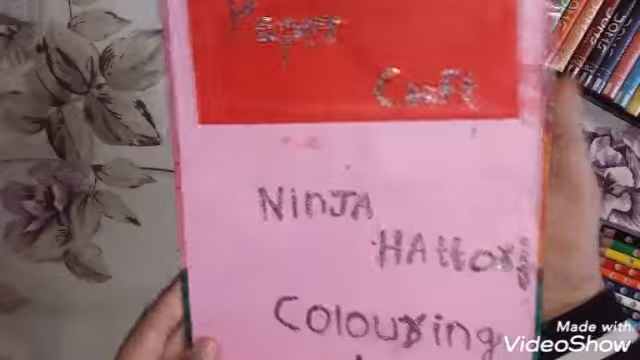 Paper
Craft
NinJA
HAttori
Colouring
Made with
VideoShow